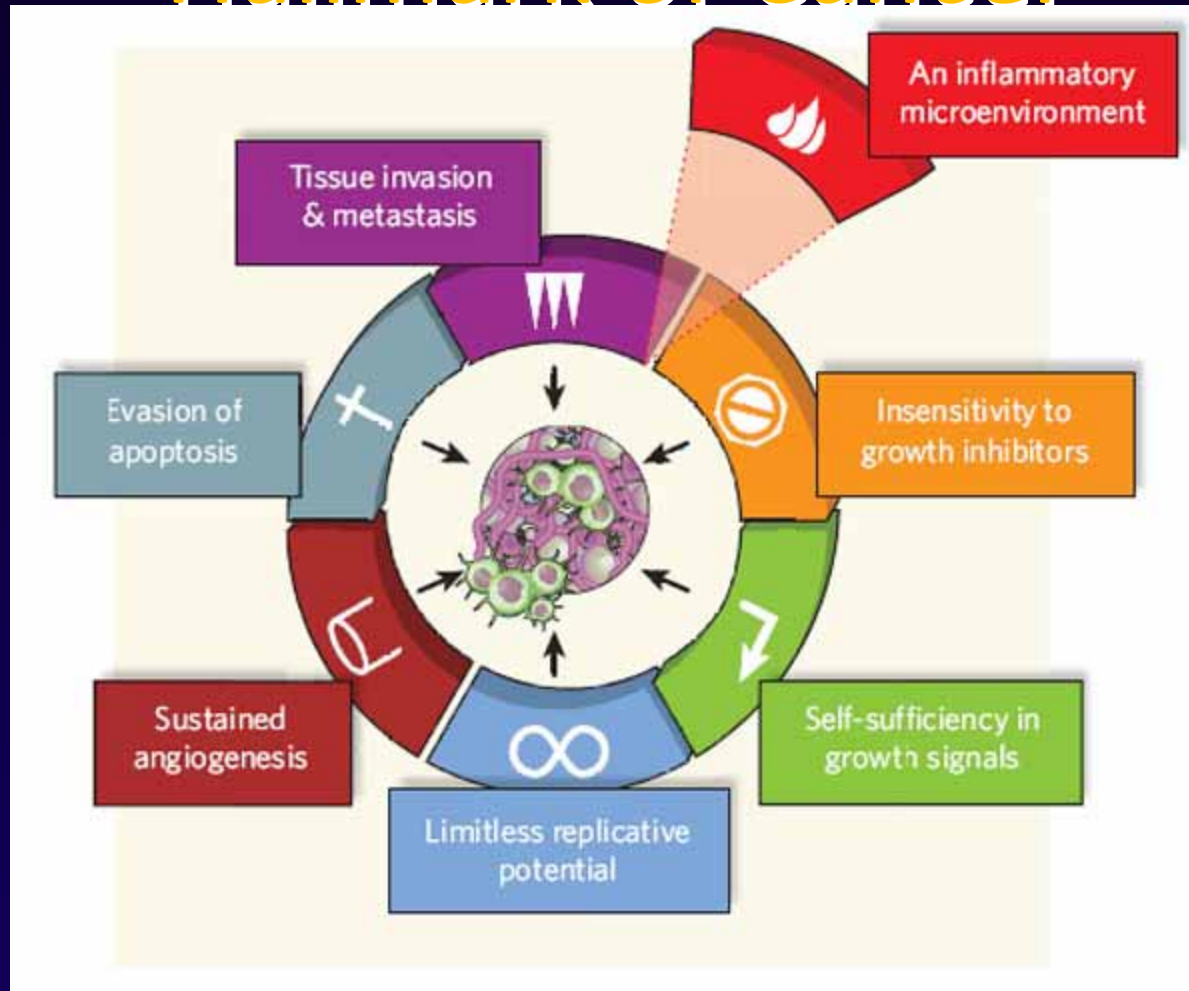 An inflammatory
microenvironment
Tissue invasion
& metastasis
Evasion of
apoptosis
Insensitivity to
growth inhibitors
Sustained
angiogenesis
Self-sufficiency in
growth signals
Limitless replicative
potential